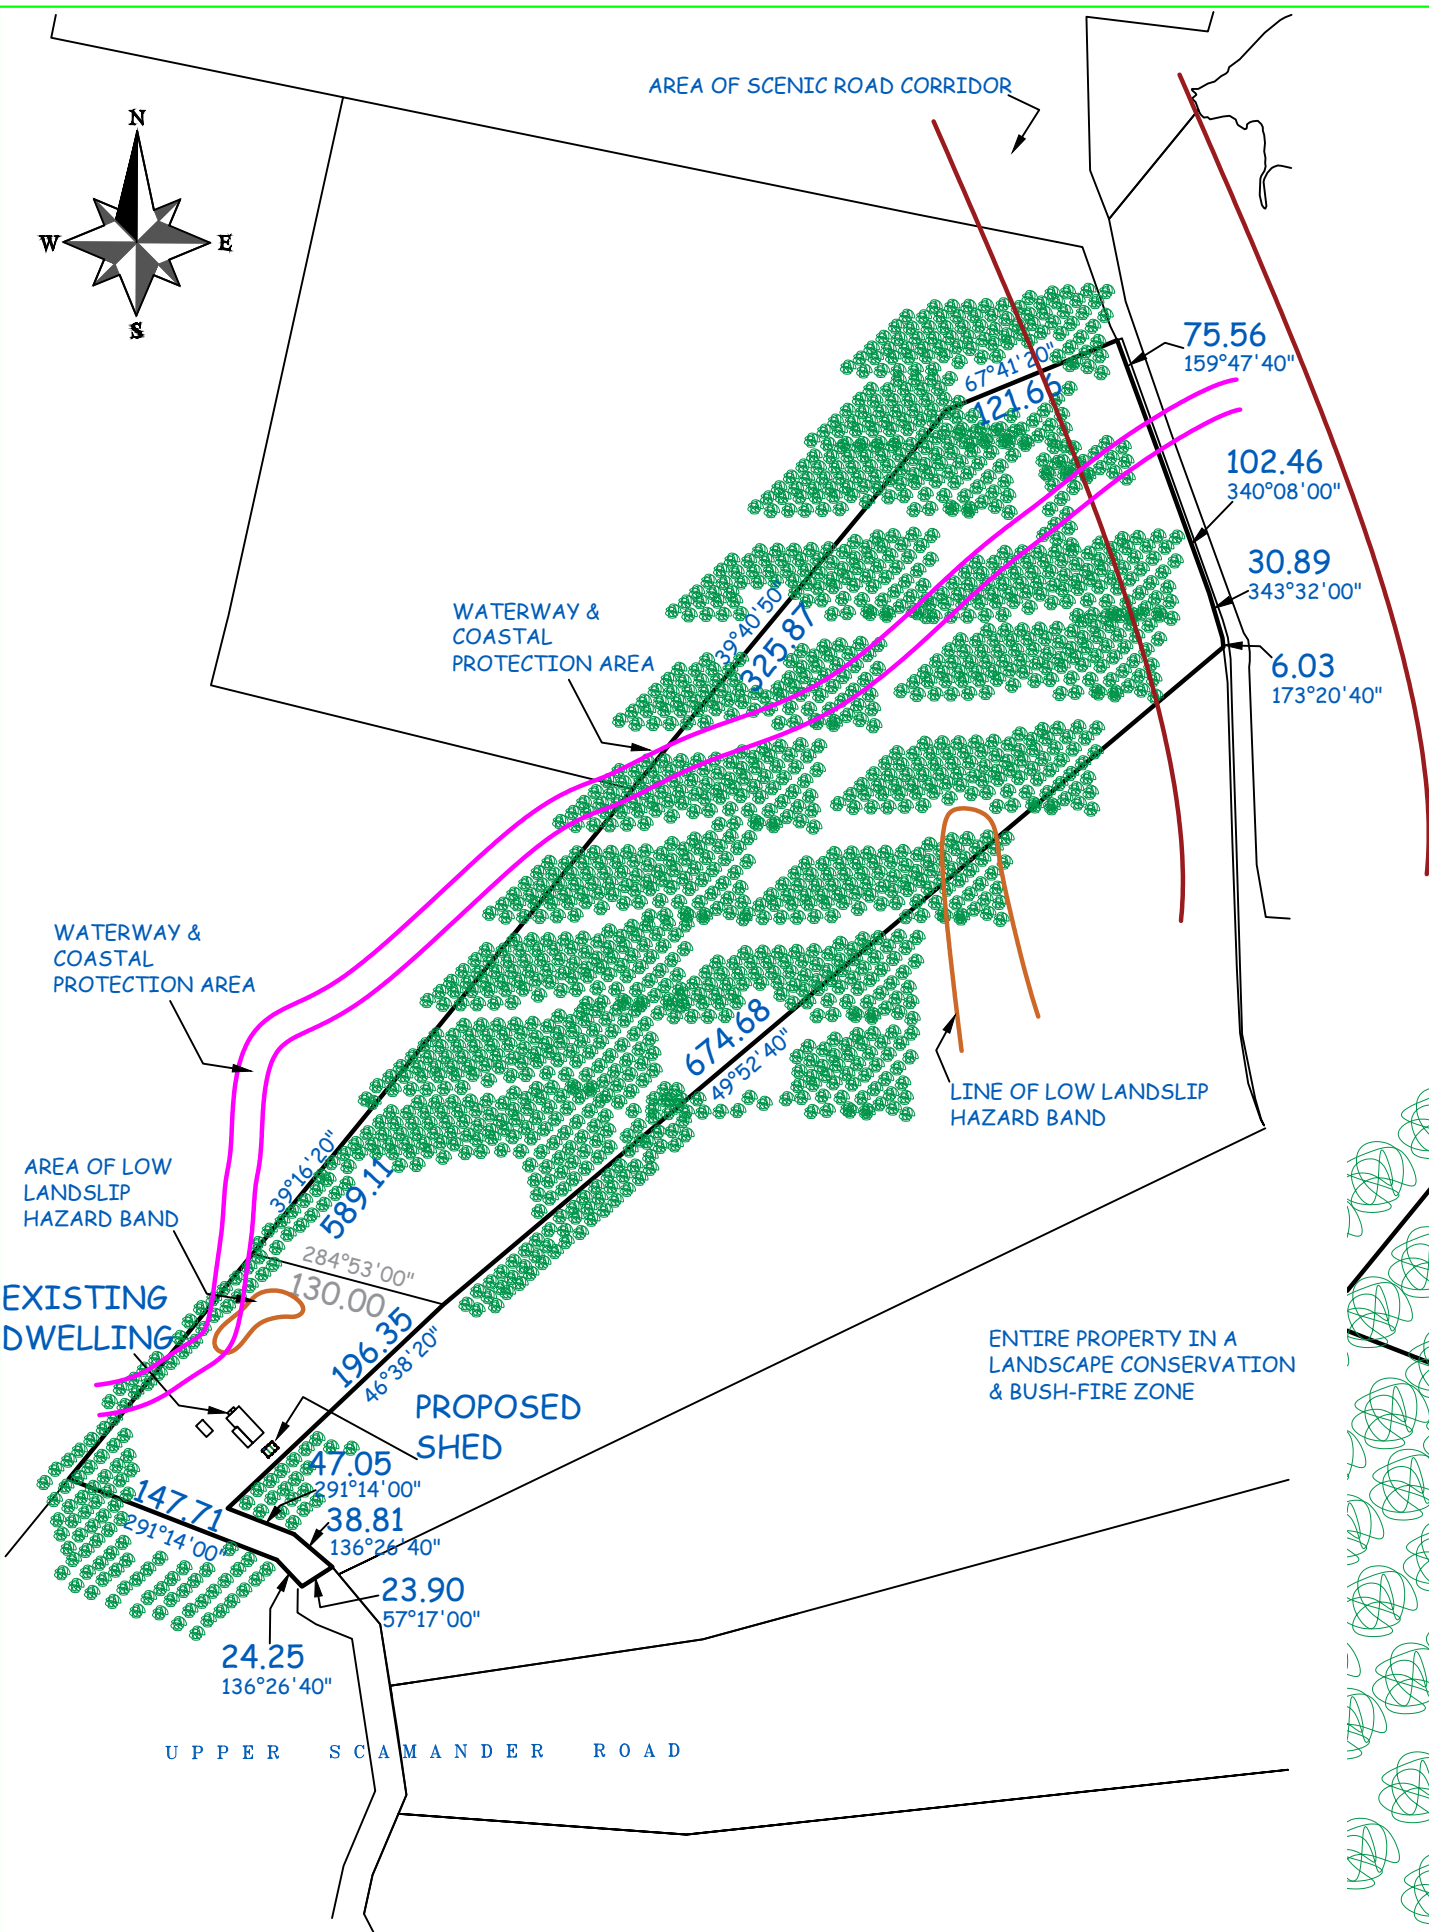 AREA OF SCENIC ROAD CORRIDOR
N
W
E
S
75.56
159°47'40"
67°41'20"
121.66
102.46
340°08'00"
30.89
343°32'00"
WATERWAY &
COASTAL
PROTECTION AREA
39°40'50"
325.87
6.03
173°20'40"
WATERWAY &
COASTAL
PROTECTION AREA
674.68
49°52'40"
LINE OF LOW LANDSLIP
HAZARD BAND
AREA OF LOW
LANDSLIP
HAZARD BAND
39°16'20"
589.11
284°53'00"
130.00
EXISTING
DWELLING
196.35
46°38'20"
ENTIRE PROPERTY IN A
LANDSCAPE CONSERVATION
& BUSH-FIRE ZONE
PROPOSED
SHED
47.05
291°14'00"
147.71
291°14'00"
38.81
136°26'40"
23.90
57°17'00"
24.25
136°26'40"
UPPER SCAMANDER ROAD